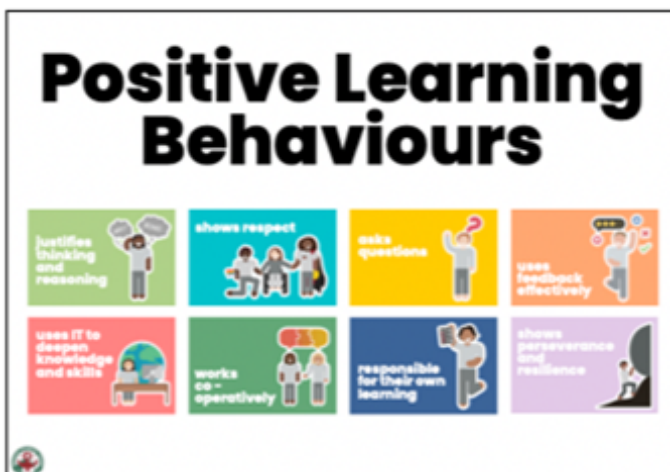 Positive Learning
Behaviours
justifies
thinking
and
reasoning
shows respect
asks
questions
uses
feedback
effectively
uses IT to
deepen
knowledge
and skills
works
co -
operatively
responsible
for their own
learning
shows
perseverance
and
resilience